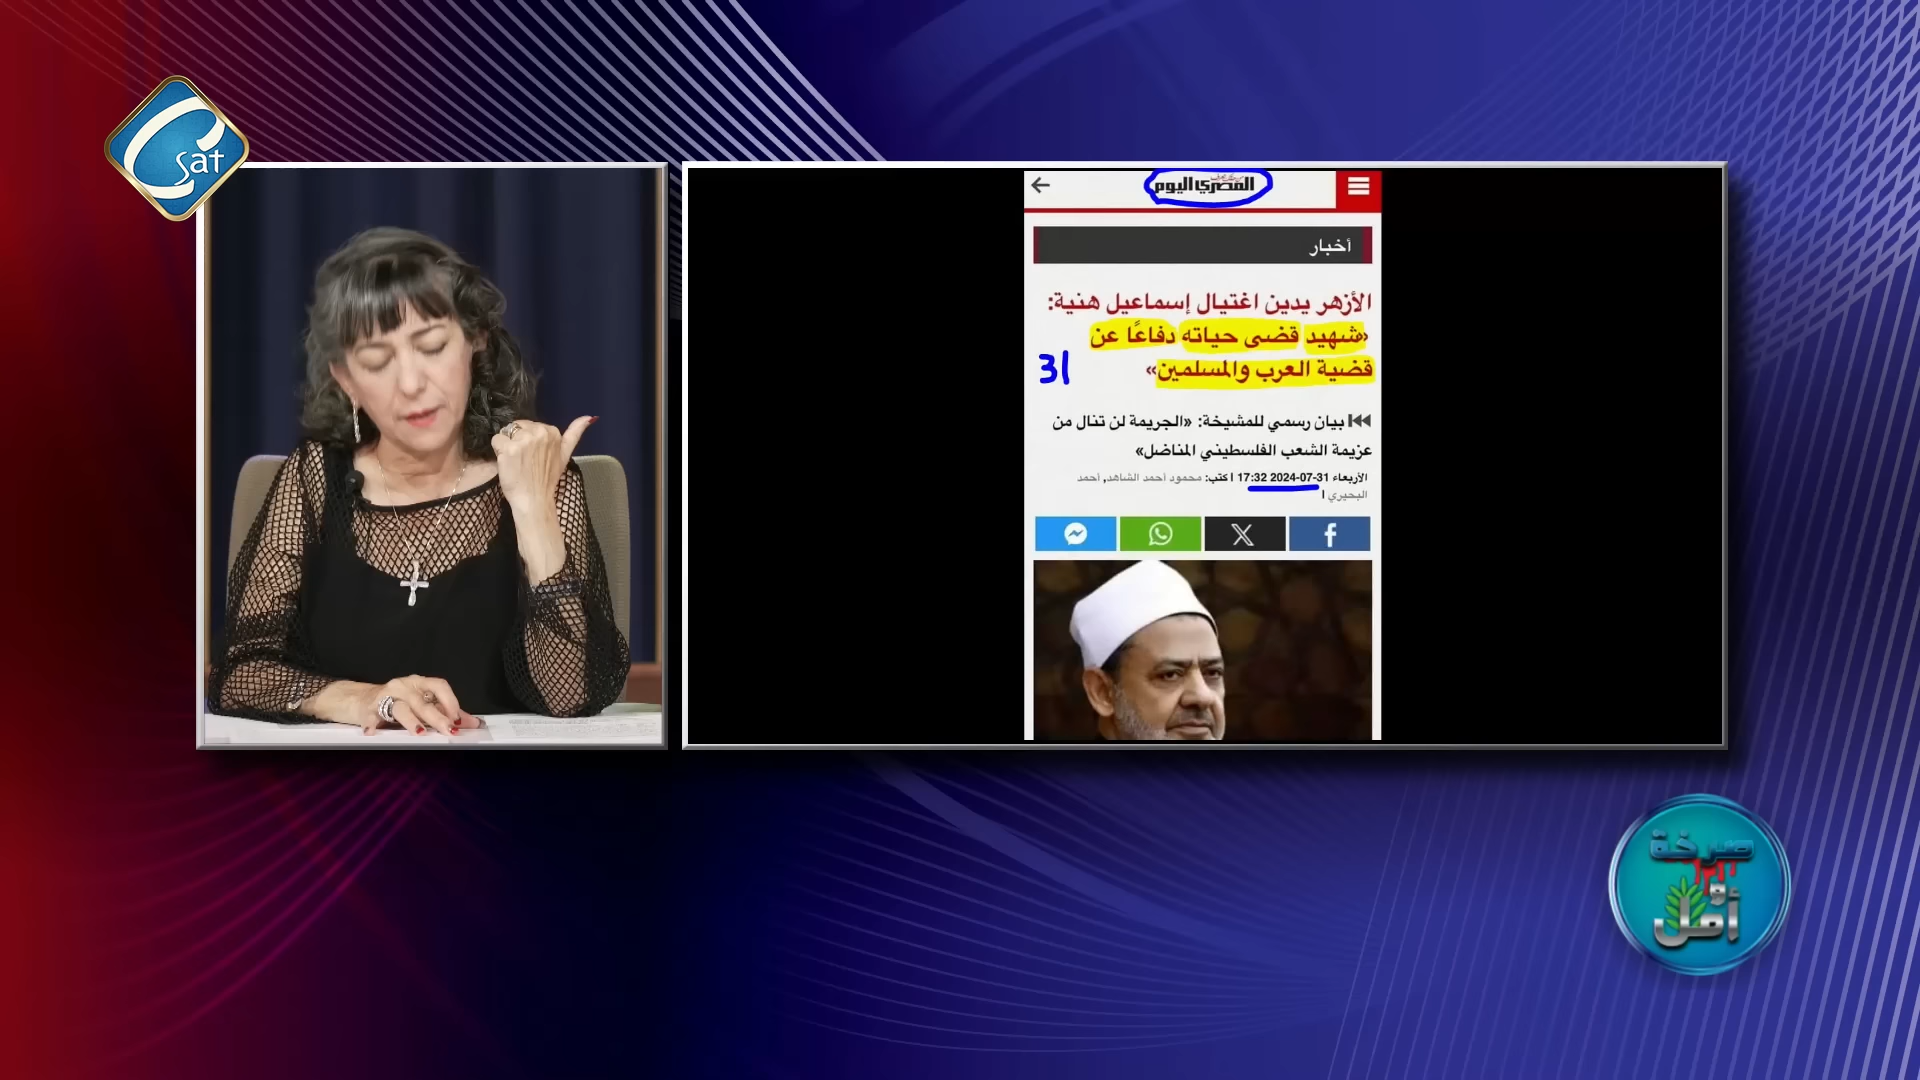 Csat
المصري اليوم
أخبار
الأزهر يدين اغتيال إسماعيل هنية:
«شهيد قضى حياته دفاعًا عن
قضية العرب والمسلمين»
31
بيان رسمي للمشيخة: «الجريمة لن تنال من
عزيمة الشعب الفلسطيني المناضل»
الأربعاء 31-07-2024 17:32 | كتب: محمود أحمد الشاهد, أحمد
البحيري |
صرخة
و
أمل